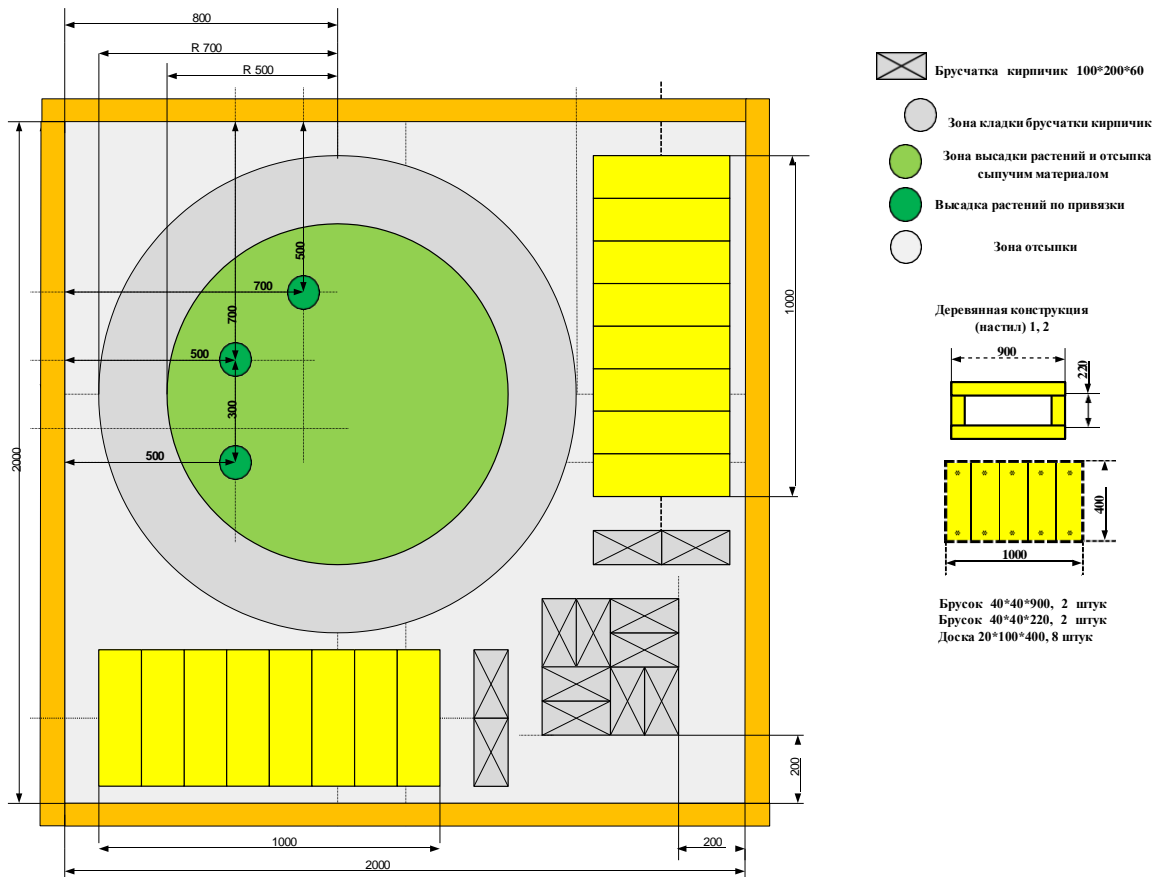 800
R 700
R 500
500
700
700
500
300
500
2000
1000
200
1000
200
2000
Брусчатка кирпичик 100*200*60
Зона кладки брусчатки кирпич
Зона высадки растений и отсыпка
сыпучим материалом
Высадка растений по привязки
Зона отсыпки
Деревянная конструкция
(настил) 1, 2
900
220
400
1000
Брусок 40*40*900, 2 штук
Брусок 40*40*220, 2 штук
Доска 20*100*400, 8 штук